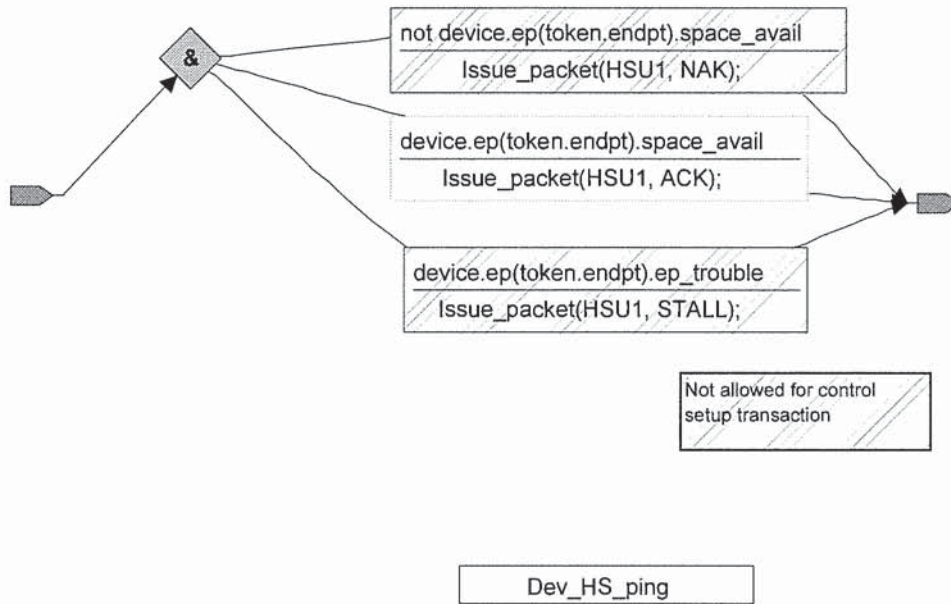 &
not device.ep(token.endpt).space_avail
Issue_packet(HSU1, NAK);
device.ep(token.endpt).space_avail
Issue_packet(HSU1, ACK);
device.ep(token.endpt).ep_trouble
Issue_packet(HSU1, STALL);
Not allowed for control
setup transaction
Dev_HS_ping